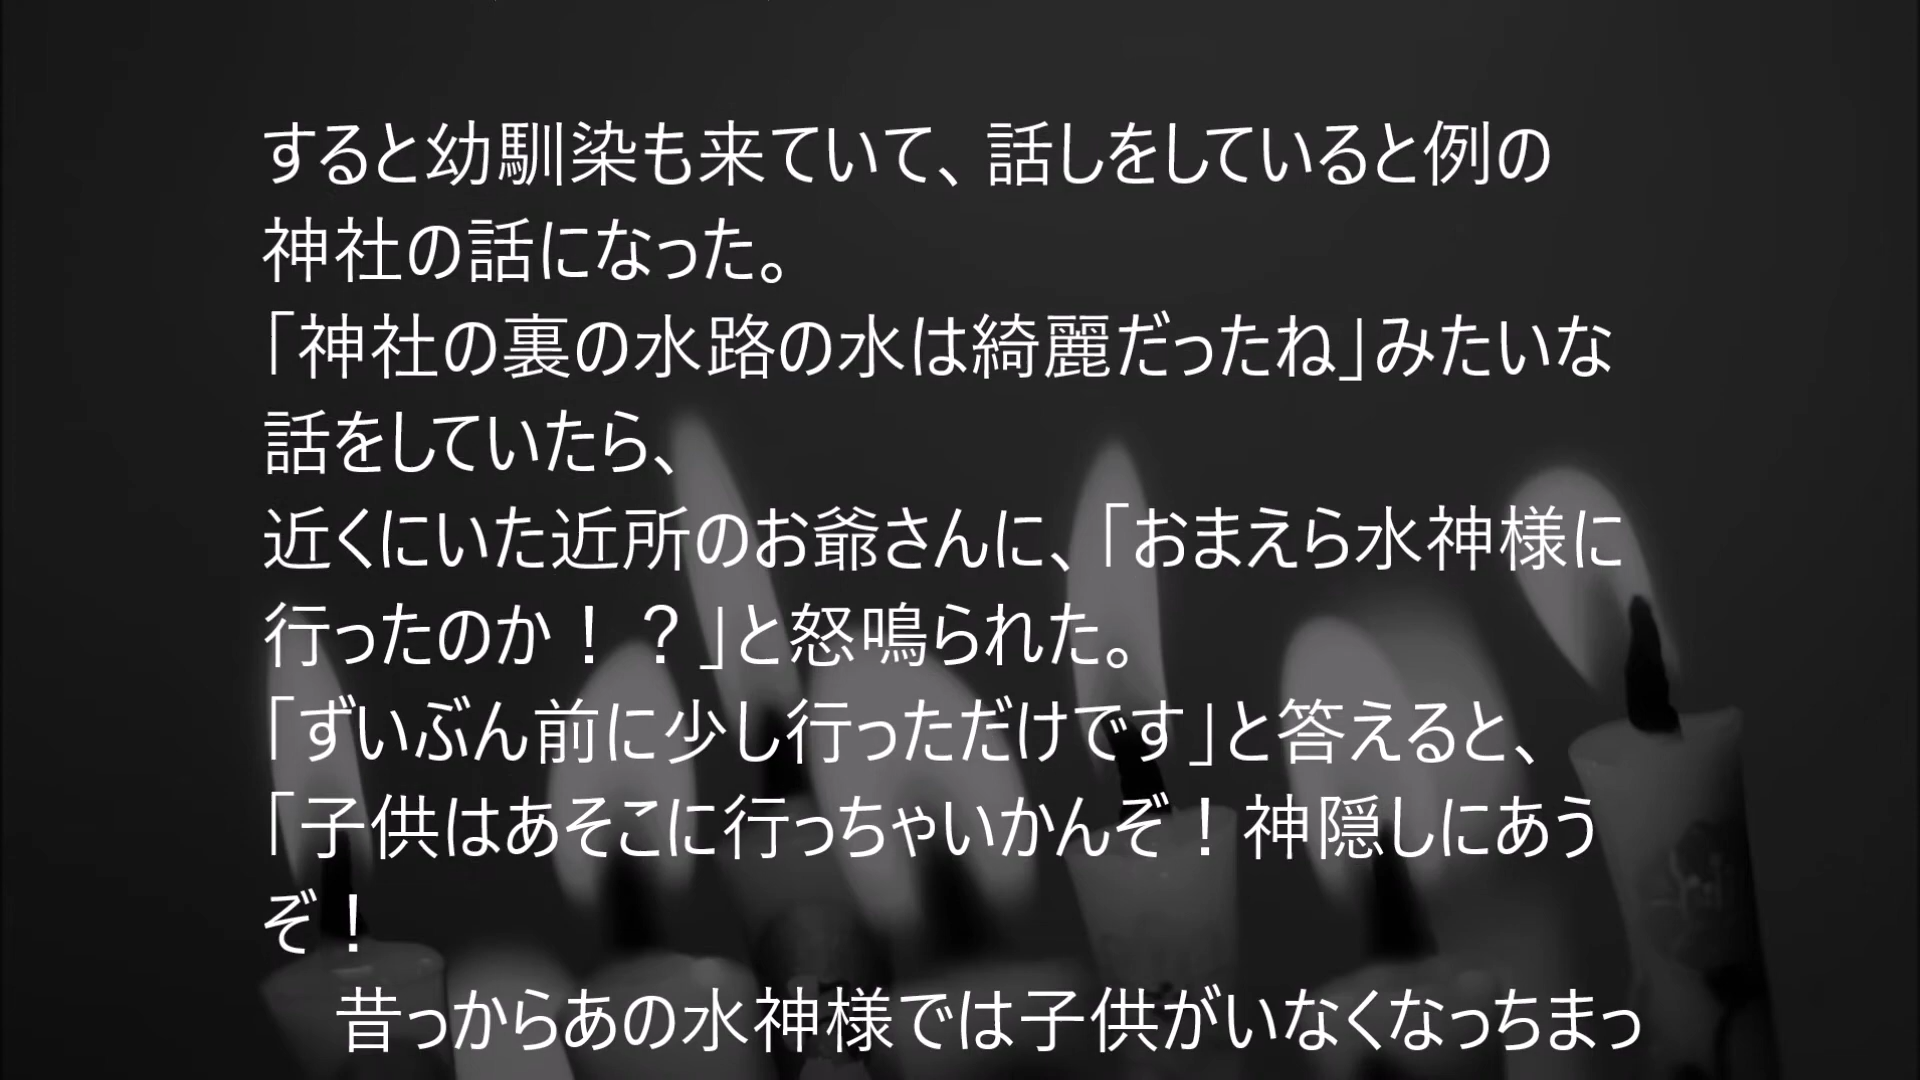 すると幼馴染も来ていて、話しをしていると例の
神社の話になった。
「神社の裏の水路の水は綺麗だったね」みたいな
話をしていたら、
近くにいた近所のお爺さんに、「おまえら水神様に
行ったのか！？」と怒鳴られた。
「ずいぶん前に少し行っただけです」と答えると、
「子供はあそこに行っちゃいかんぞ！神隠しにあう
ぞ！
　昔っからあの水神様では子供がいなくなっちまっ